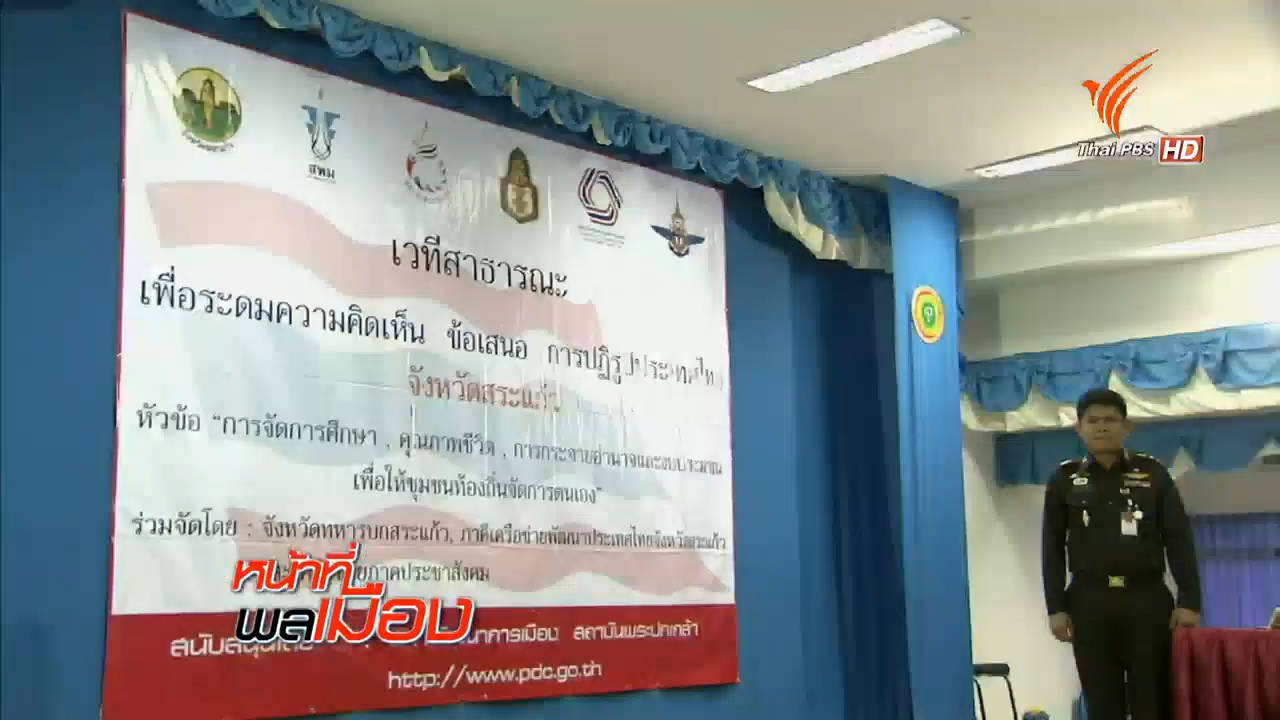 Thai PBS HD
สพม
เวทีสาธารณะ
เพื่อระดมความคิดเห็น ข้อเสนอ การปฏิรูปประเทศไทย
จังหวัดสระแก้ว
หัวข้อ “การจัดการศึกษา , คุณภาพชีวิต , การกระจายอำนาจและงบประมาณ
เพื่อให้ชุมชนท้องถิ่นจัดการตนเอง”
ร่วมจัดโดย : จังหวัดทหารบกสระแก้ว, ภาคีเครือข่ายพัฒนาประเทศไทยจังหวัดสระแก้ว
ภาคประชาสังคม
หน้าที่
พลเมือง
สนับสนุนโดย การเมือง สถาบันพระปกเกล้า
http://www.pdc.go.th